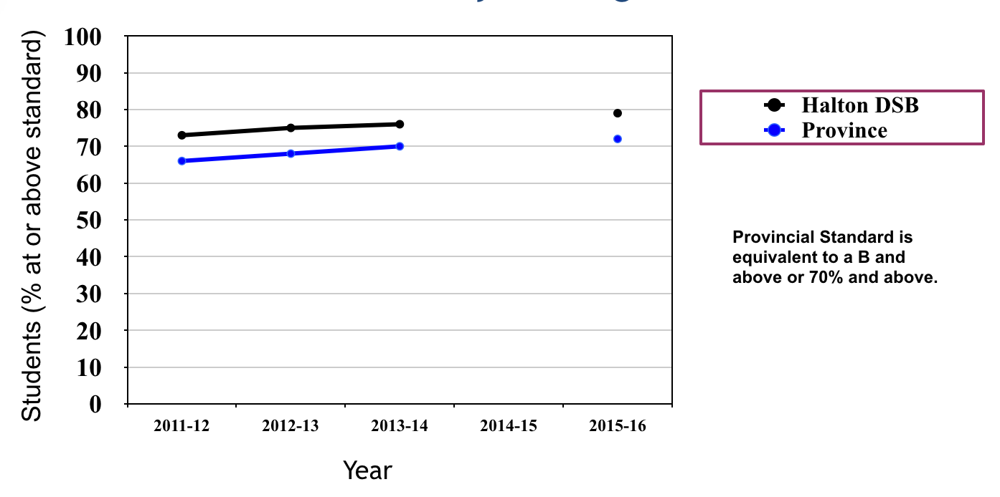 Students (% at or above standard)
100
90
80
70
60
50
40
30
20
10
0
2011-12 2012-13 2013-14 2014-15 2015-16
Year
Halton DSB
Province
Provincial Standard is
equivalent to a B and
above or 70% and above.